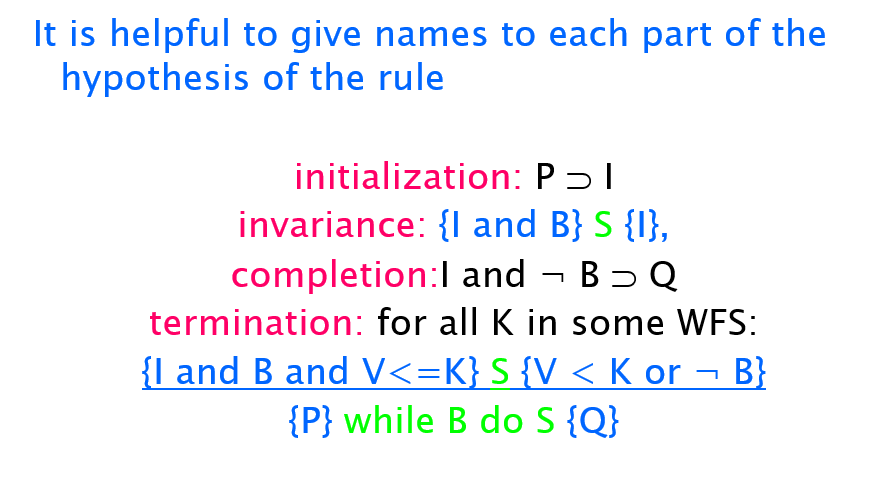 It is helpful to give names to each part of the
hypothesis of the rule
initialization: P ⊃ I
invariance: {I and B} S {I},
completion:I and ¬ B ⊃ Q
termination: for all K in some WFS:
{I and B and V<=K} S {V < K or ¬ B}
{P} while B do S {Q}